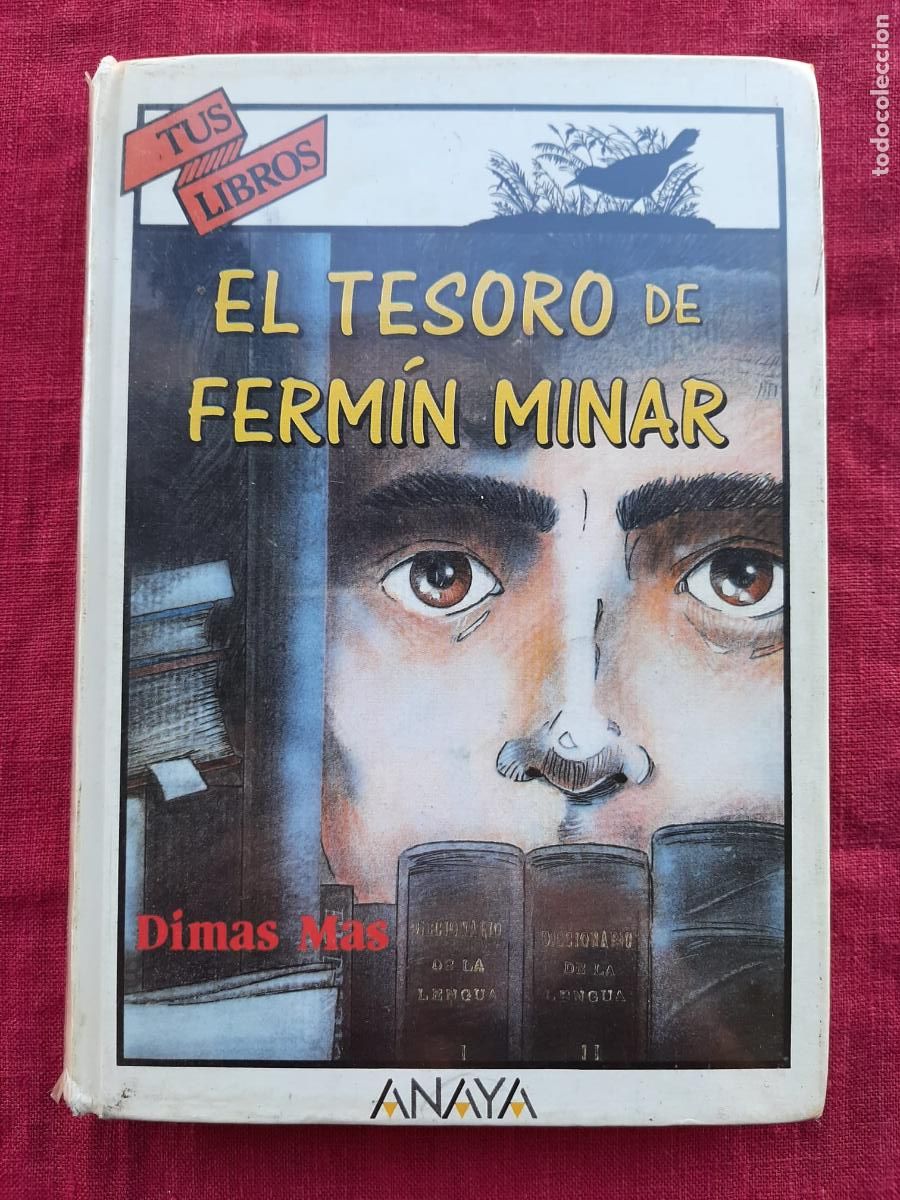 TUS
LIBROS
EL TESORO DE
FERMÍN MINAR
Dimas Mas
DICCIONARIO
DE LA
LENGUA
I
DICCIONARIO
DE LA
LENGUA
II
ANAYA
todocoleccion